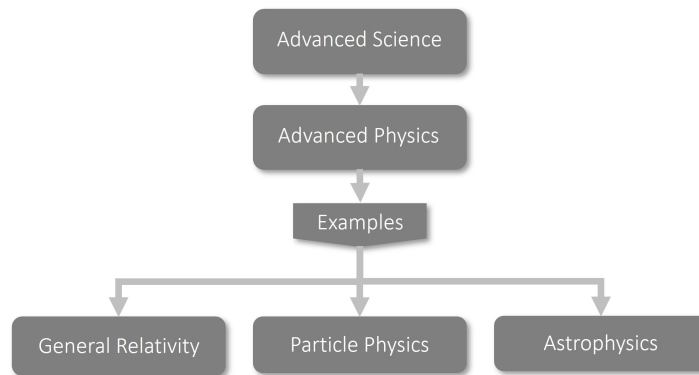 Advanced Science
Advanced Physics
Examples
General Relativity
Particle Physics
Astrophysics